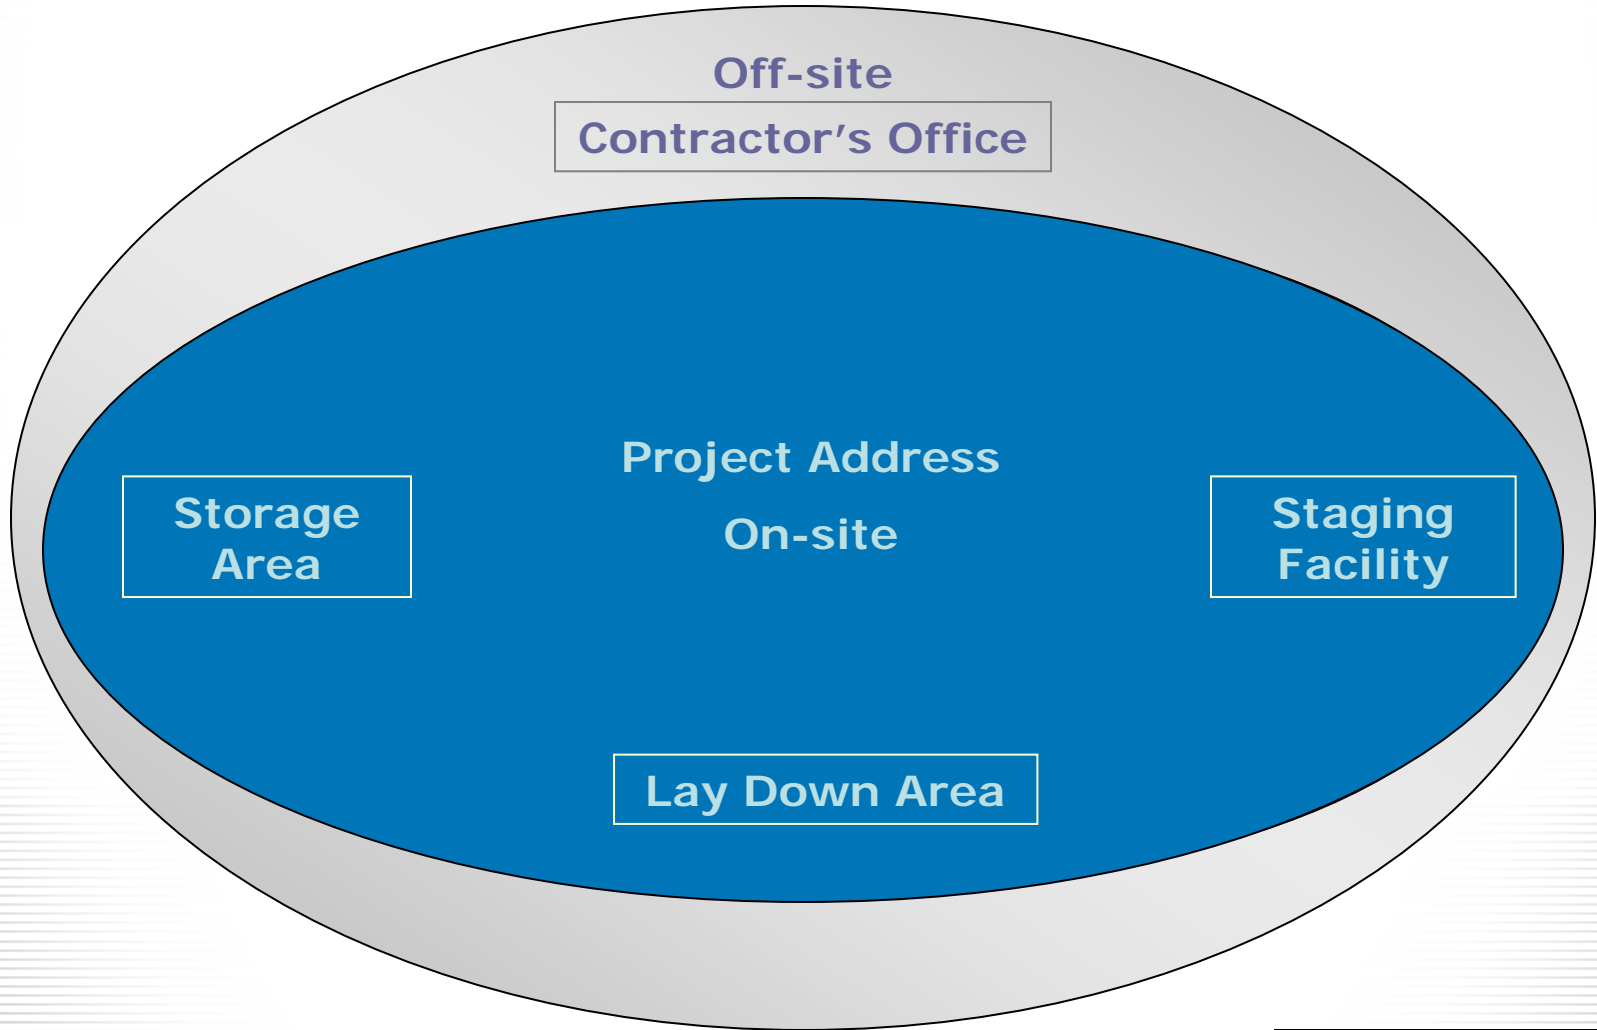 Off-site
Contractor’s Office
Project Address
On-site
Storage
Area
Staging
Facility
Lay Down Area